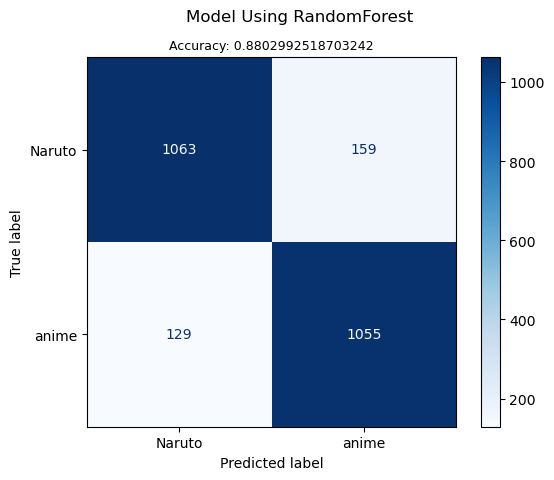 Model Using RandomForest
Accuracy: 0.8802992518703242
True label
Naruto
1063
159
anime
129
1055
Naruto
anime
Predicted label
1000
800
600
400
200